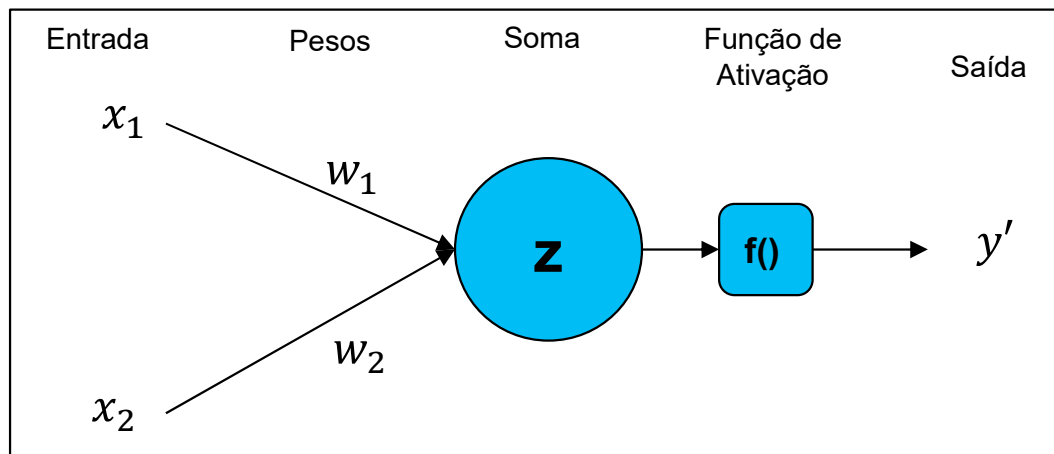 Entrada
Pesos
Soma
Função de
Ativação
Saída
x₁
w₁
z
f()
y′
w₂
x₂